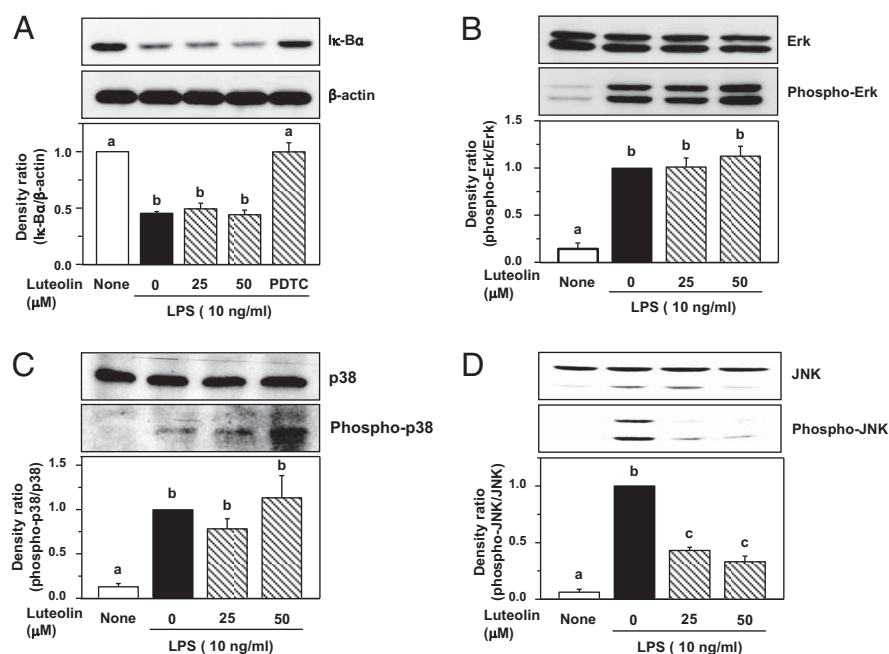 A
Iκ-Bα
β-actin
Density ratio
(Iκ-Bα/β-actin)
1.0
0.5
0.0
a
b
b
b
a
Luteolin
(μM)
None
0
25
50
PDTC
LPS ( 10 ng/ml)
B
Erk
Phospho-Erk
Density ratio
(phospho-Erk/Erk)
1.5
1.0
0.5
0.0
a
b
b
b
Luteolin
(μM)
None
0
25
50
LPS ( 10 ng/ml)
C
p38
Phospho-p38
Density ratio
(phospho-p38/p38)
1.5
1.0
0.5
0
a
b
b
b
Luteolin
(μM)
None
0
25
50
LPS ( 10 ng/ml)
D
JNK
Phospho-JNK
Density ratio
(phospho-JNK/JNK)
1.0
0.5
0.0
a
b
c
c
Luteolin
(μM)
None
0
25
50
LPS ( 10 ng/ml)